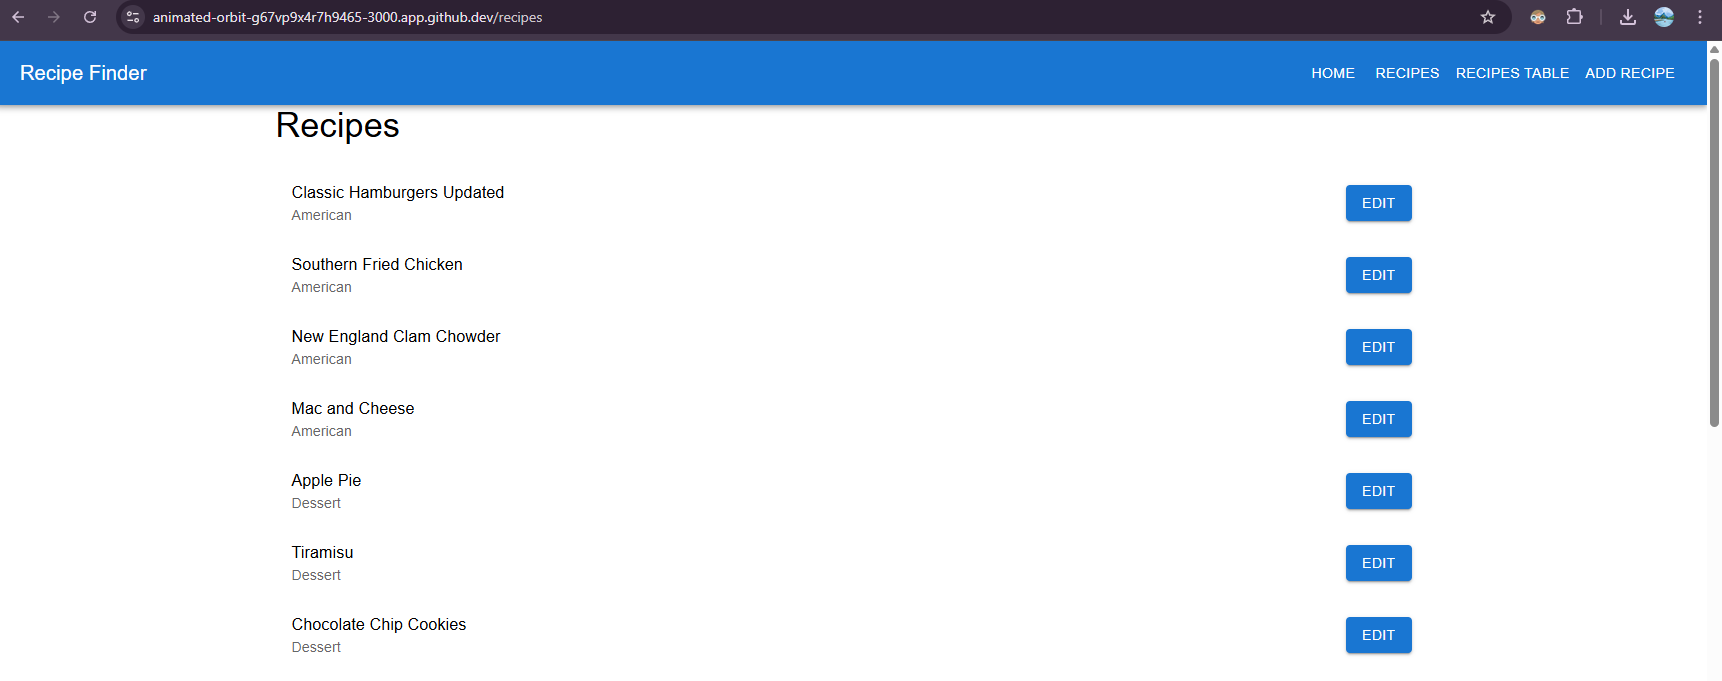 animated-orbit-g67vp9x4r7h9465-3000.app.github.dev/recipes
Recipe Finder HOME RECIPES RECIPES TABLE ADD RECIPE
Recipes
Classic Hamburgers Updated
American
EDIT
Southern Fried Chicken
American
EDIT
New England Clam Chowder
American
EDIT
Mac and Cheese
American
EDIT
Apple Pie
Dessert
EDIT
Tiramisu
Dessert
EDIT
Chocolate Chip Cookies
Dessert
EDIT